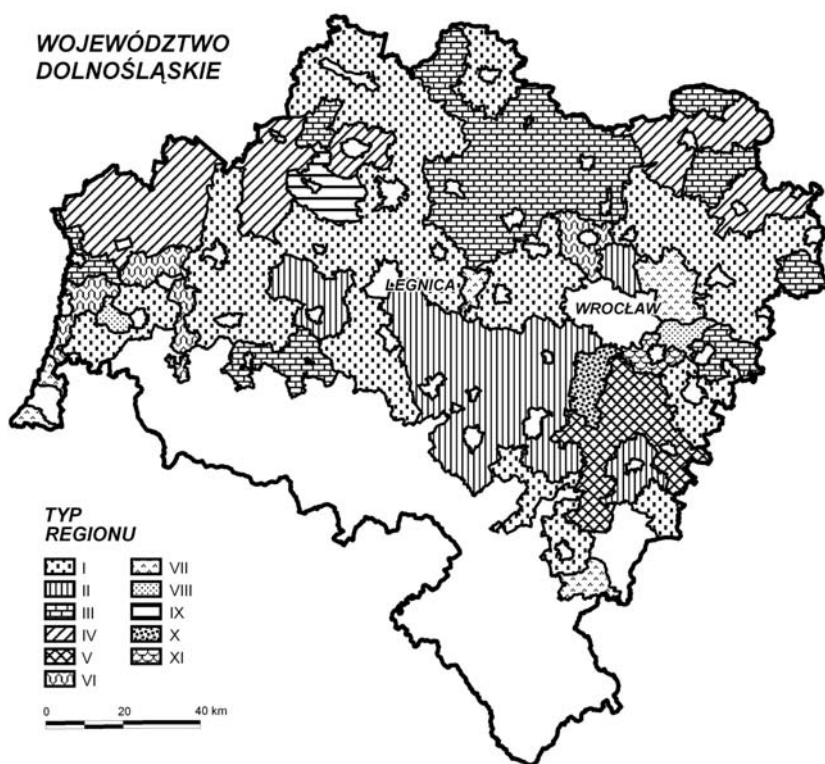 WOJEWÓDZTWO
DOLNOŚLĄSKIE
LEGNICA
WROCŁAW
TYP
REGIONU
I
II
III
IV
V
VI
VII
VIII
IX
X
XI
0 20 40 km